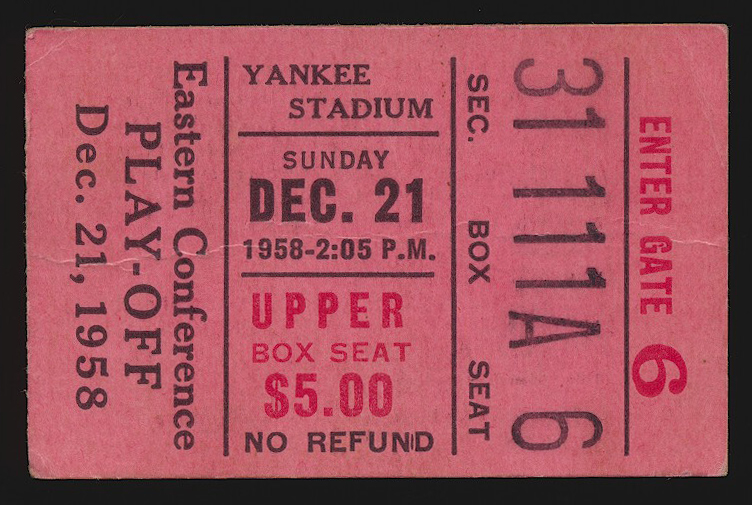 Eastern Conference
PLAY-OFF
Dec. 21, 1958
YANKEE
STADIUM
SUNDAY
DEC. 21
1958-2:05 P.M.
UPPER
BOX SEAT
$5.00
NO REFUND
SEC. BOX SEAT
31 111A 6
ENTER GATE 6